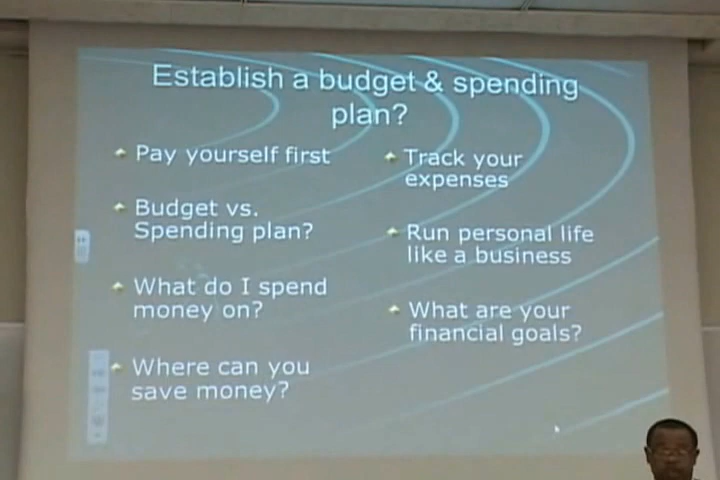 Establish a budget & spending
plan?
Pay yourself first
Budget vs.
Spending plan?
What do I spend
money on?
Where can you
save money?
Track your
expenses
Run personal life
like a business
What are your
financial goals?